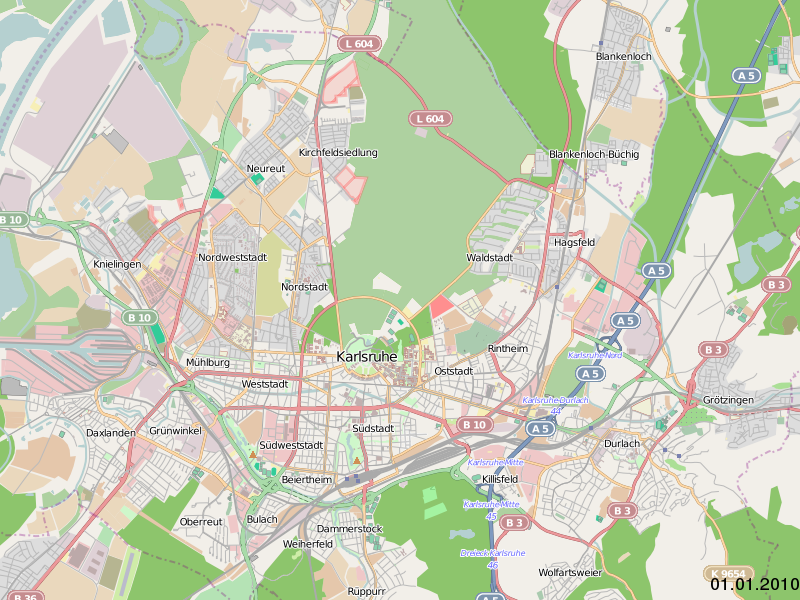 L 604
Blankenloch
A 5
L 604
Kirchfeldsiedlung
Blankenloch-Büchig
Neureut
B 10
Hagsfeld
Knielingen
Nordweststadt
Waldstadt
A 5
Nordstadt
B 3
B 10
A 5
Rintheim
B 3
Karlsruhe
Karlsruhe-Nord
Mühlburg
Oststadt
A 5
Weststadt
Karlsruhe-Durlach
44
Grötzingen
Daxlanden
Grünwinkel
Südstadt
B 10
A 5
Südweststadt
Durlach
Karlsruhe-Mitte
Beiertheim
Killisfeld
Karlsruhe-Mitte
45
Oberreut
Bulach
B 3
B 3
Dammerstock
Weiherfeld
Dreieck-Karlsruhe
46
Wolfartsweier
K 9654
01.01.2010
Rüppurr
B 36
A 5